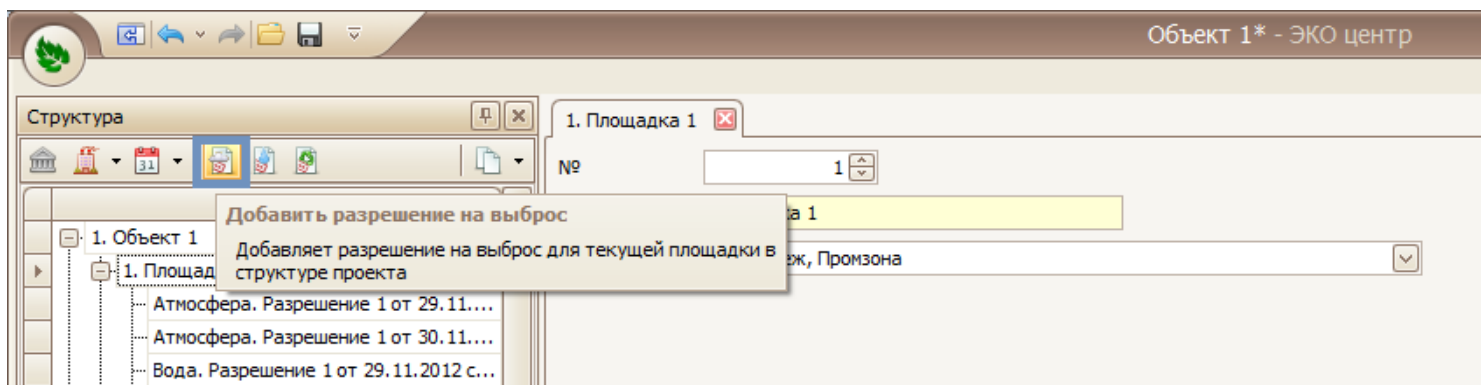 Объект 1* - ЭКО центр
Структура
1. Площадка 1
31
№
1
Добавить разрешение на выброс
Добавляет разрешение на выброс для текущей площадки в
структуре проекта
а 1
1. Объект 1
1. Площад
еж, Промзона
Атмосфера. Разрешение 1 от 29.11....
Атмосфера. Разрешение 1 от 30.11....
Вода. Разрешение 1 от 29.11.2012 с...